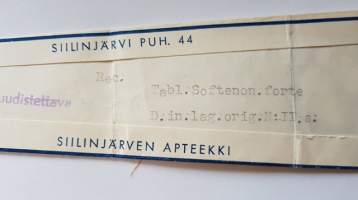 SIILINJÄRVI PUH. 44
Rec.
uudistettava
Tabl.Softenon.forte
D.in.lag.orig.N:II.a:
SIILINJÄRVEN APTEEKKI